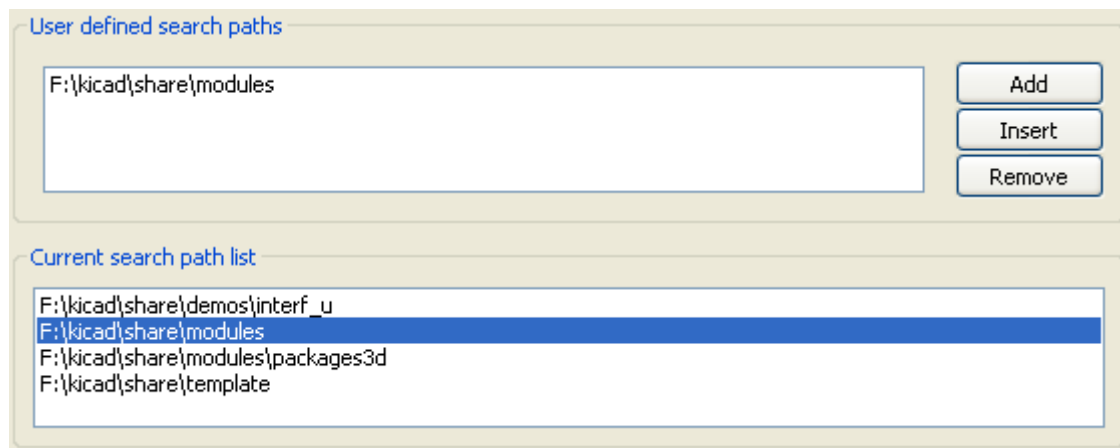 User defined search paths
F:\kicad\share\modules
Add
Insert
Remove
Current search path list
F:\kicad\share\demos\interf_u
F:\kicad\share\modules
F:\kicad\share\modules\packages3d
F:\kicad\share\template